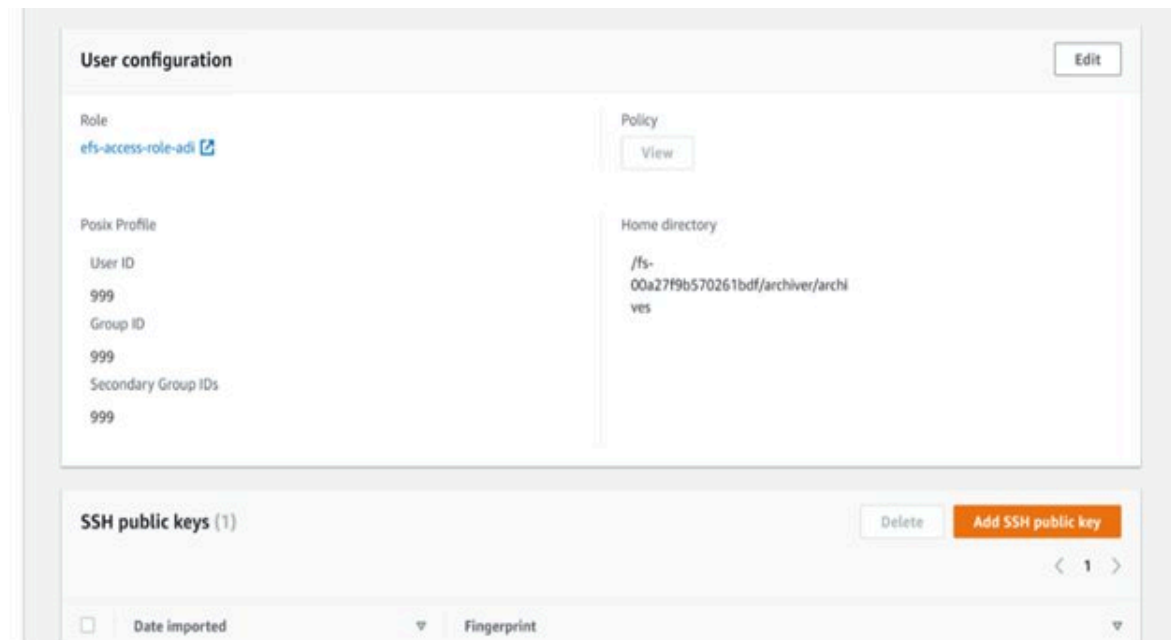 User configuration
Edit
Role
efs-access-role-adi
Policy
View
Posix Profile
User ID
999
Group ID
999
Secondary Group IDs
999
Home directory
/fs-
00a27f9b570261bdf/archiver/archi
ves
SSH public keys (1)
Delete
Add SSH public key
1
Date imported
Fingerprint